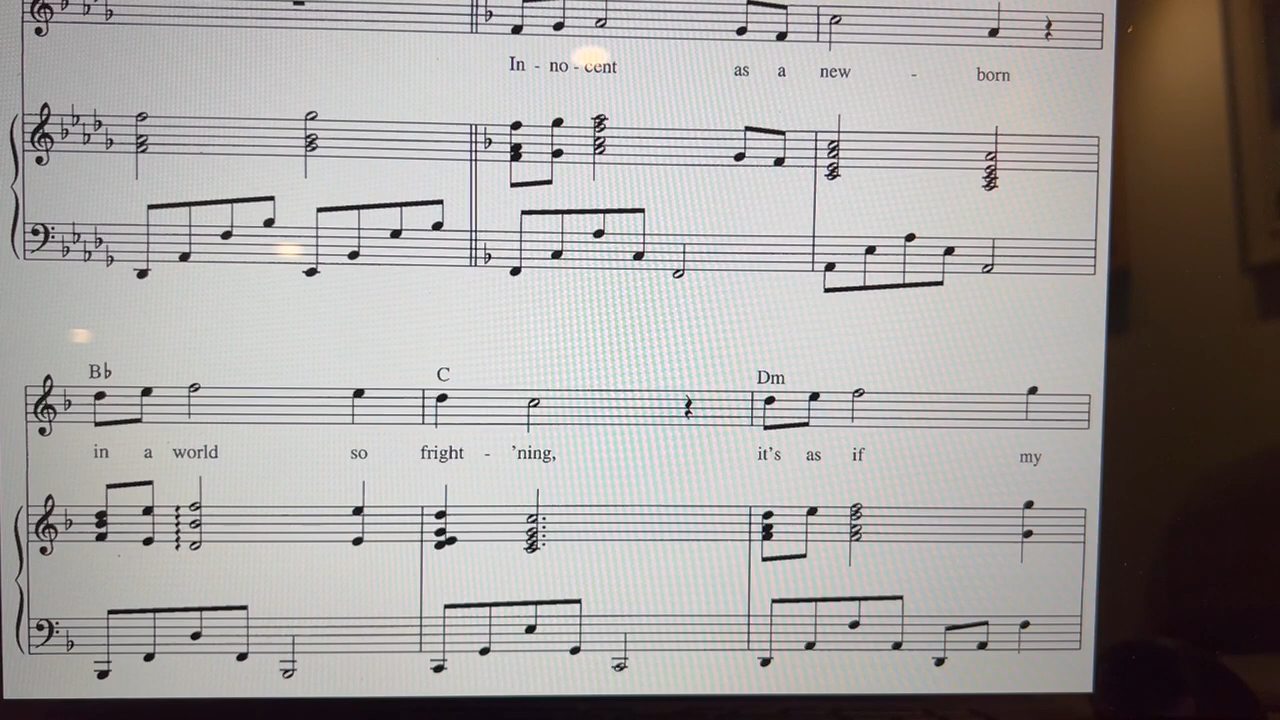 In - no - cent as a new - born
B♭ C Dm
in a world so fright - 'ning, it's as if my